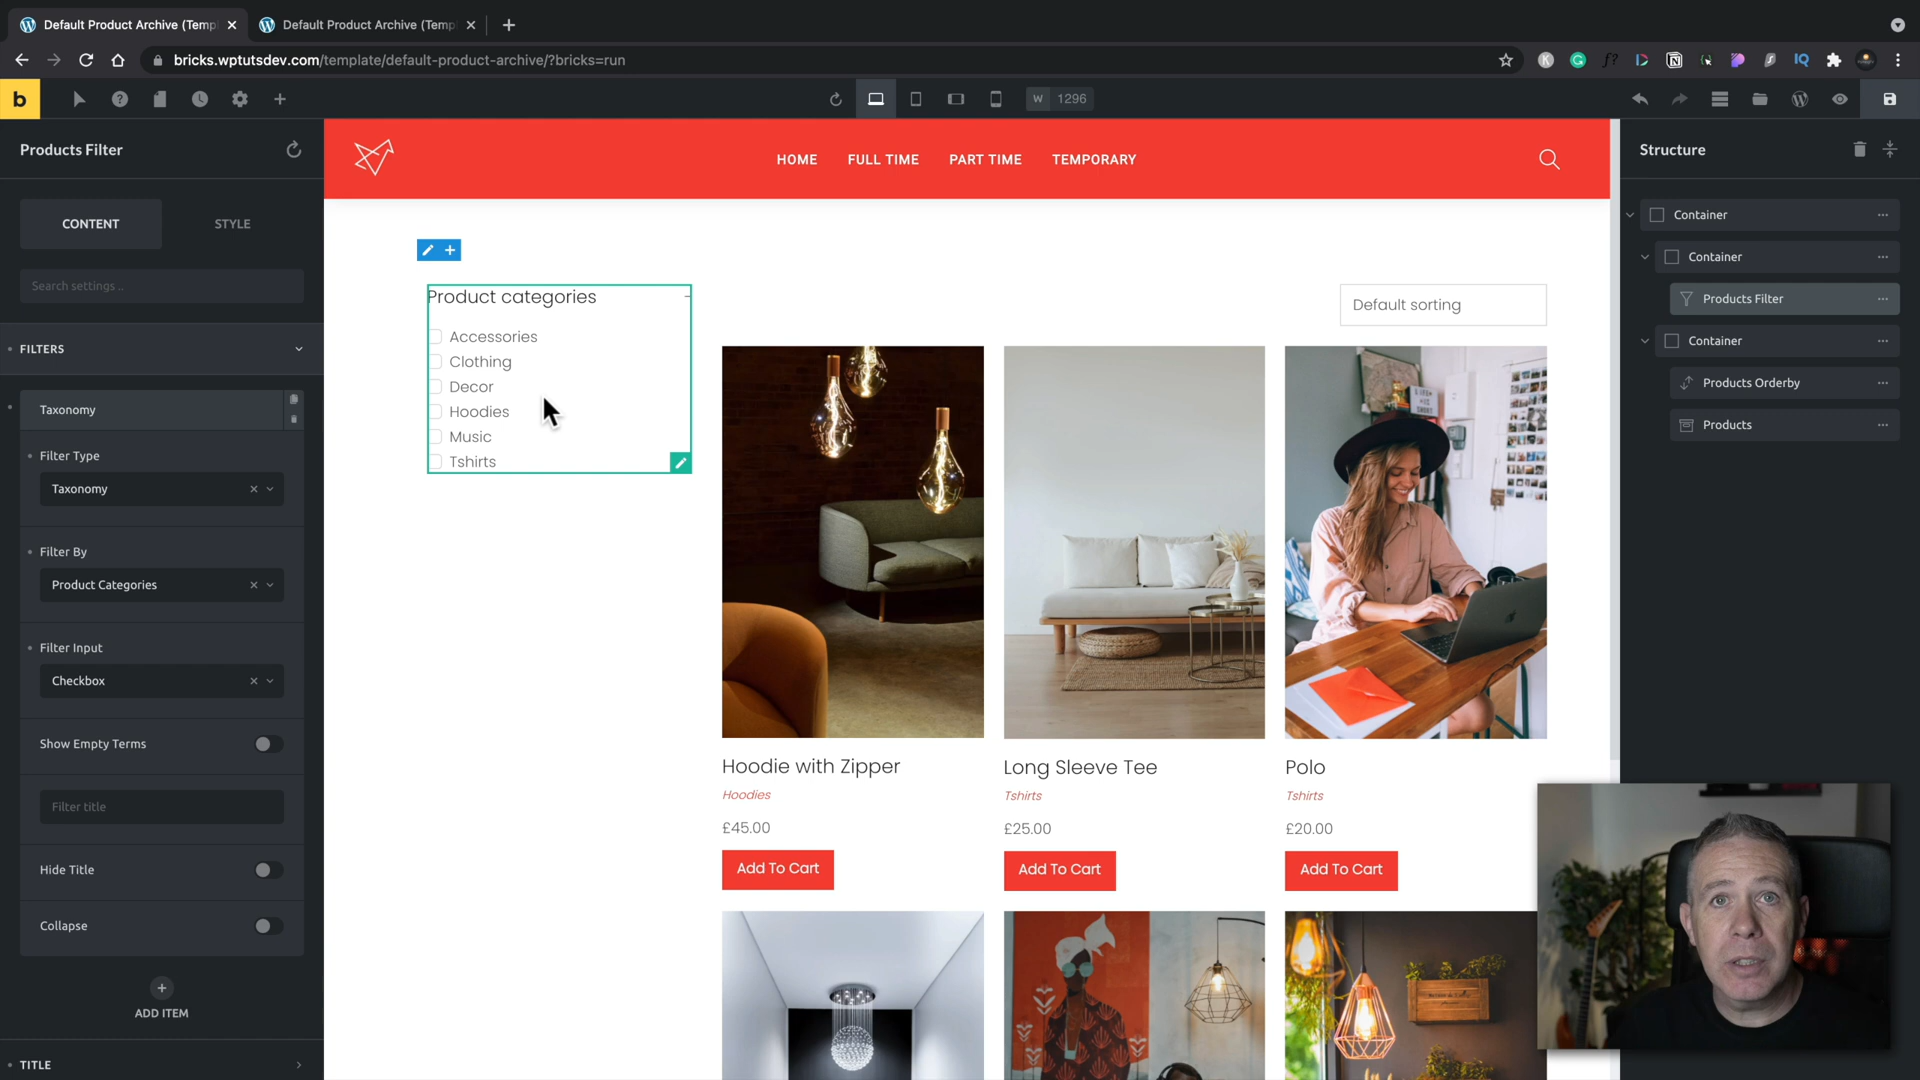 Default Product Archive (Temp
Default Product Archive (Temp
bricks.wptutsdev.com/template/default-product-archive/?bricks=run
b
W 1296
Products Filter
CONTENT
STYLE
Search settings ..
FILTERS
Taxonomy
Filter Type
Taxonomy
Filter By
Product Categories
Filter Input
Checkbox
Show Empty Terms
Filter title
Hide Title
Collapse
ADD ITEM
TITLE
HOME
FULL TIME
PART TIME
TEMPORARY
Product categories
Accessories
Clothing
Decor
Hoodies
Music
Tshirts
Default sorting
Hoodie with Zipper
Hoodies
£45.00
Add To Cart
Long Sleeve Tee
Tshirts
£25.00
Add To Cart
Polo
Tshirts
£20.00
Add To Cart
Structure
Container
Container
Products Filter
Container
Products Orderby
Products